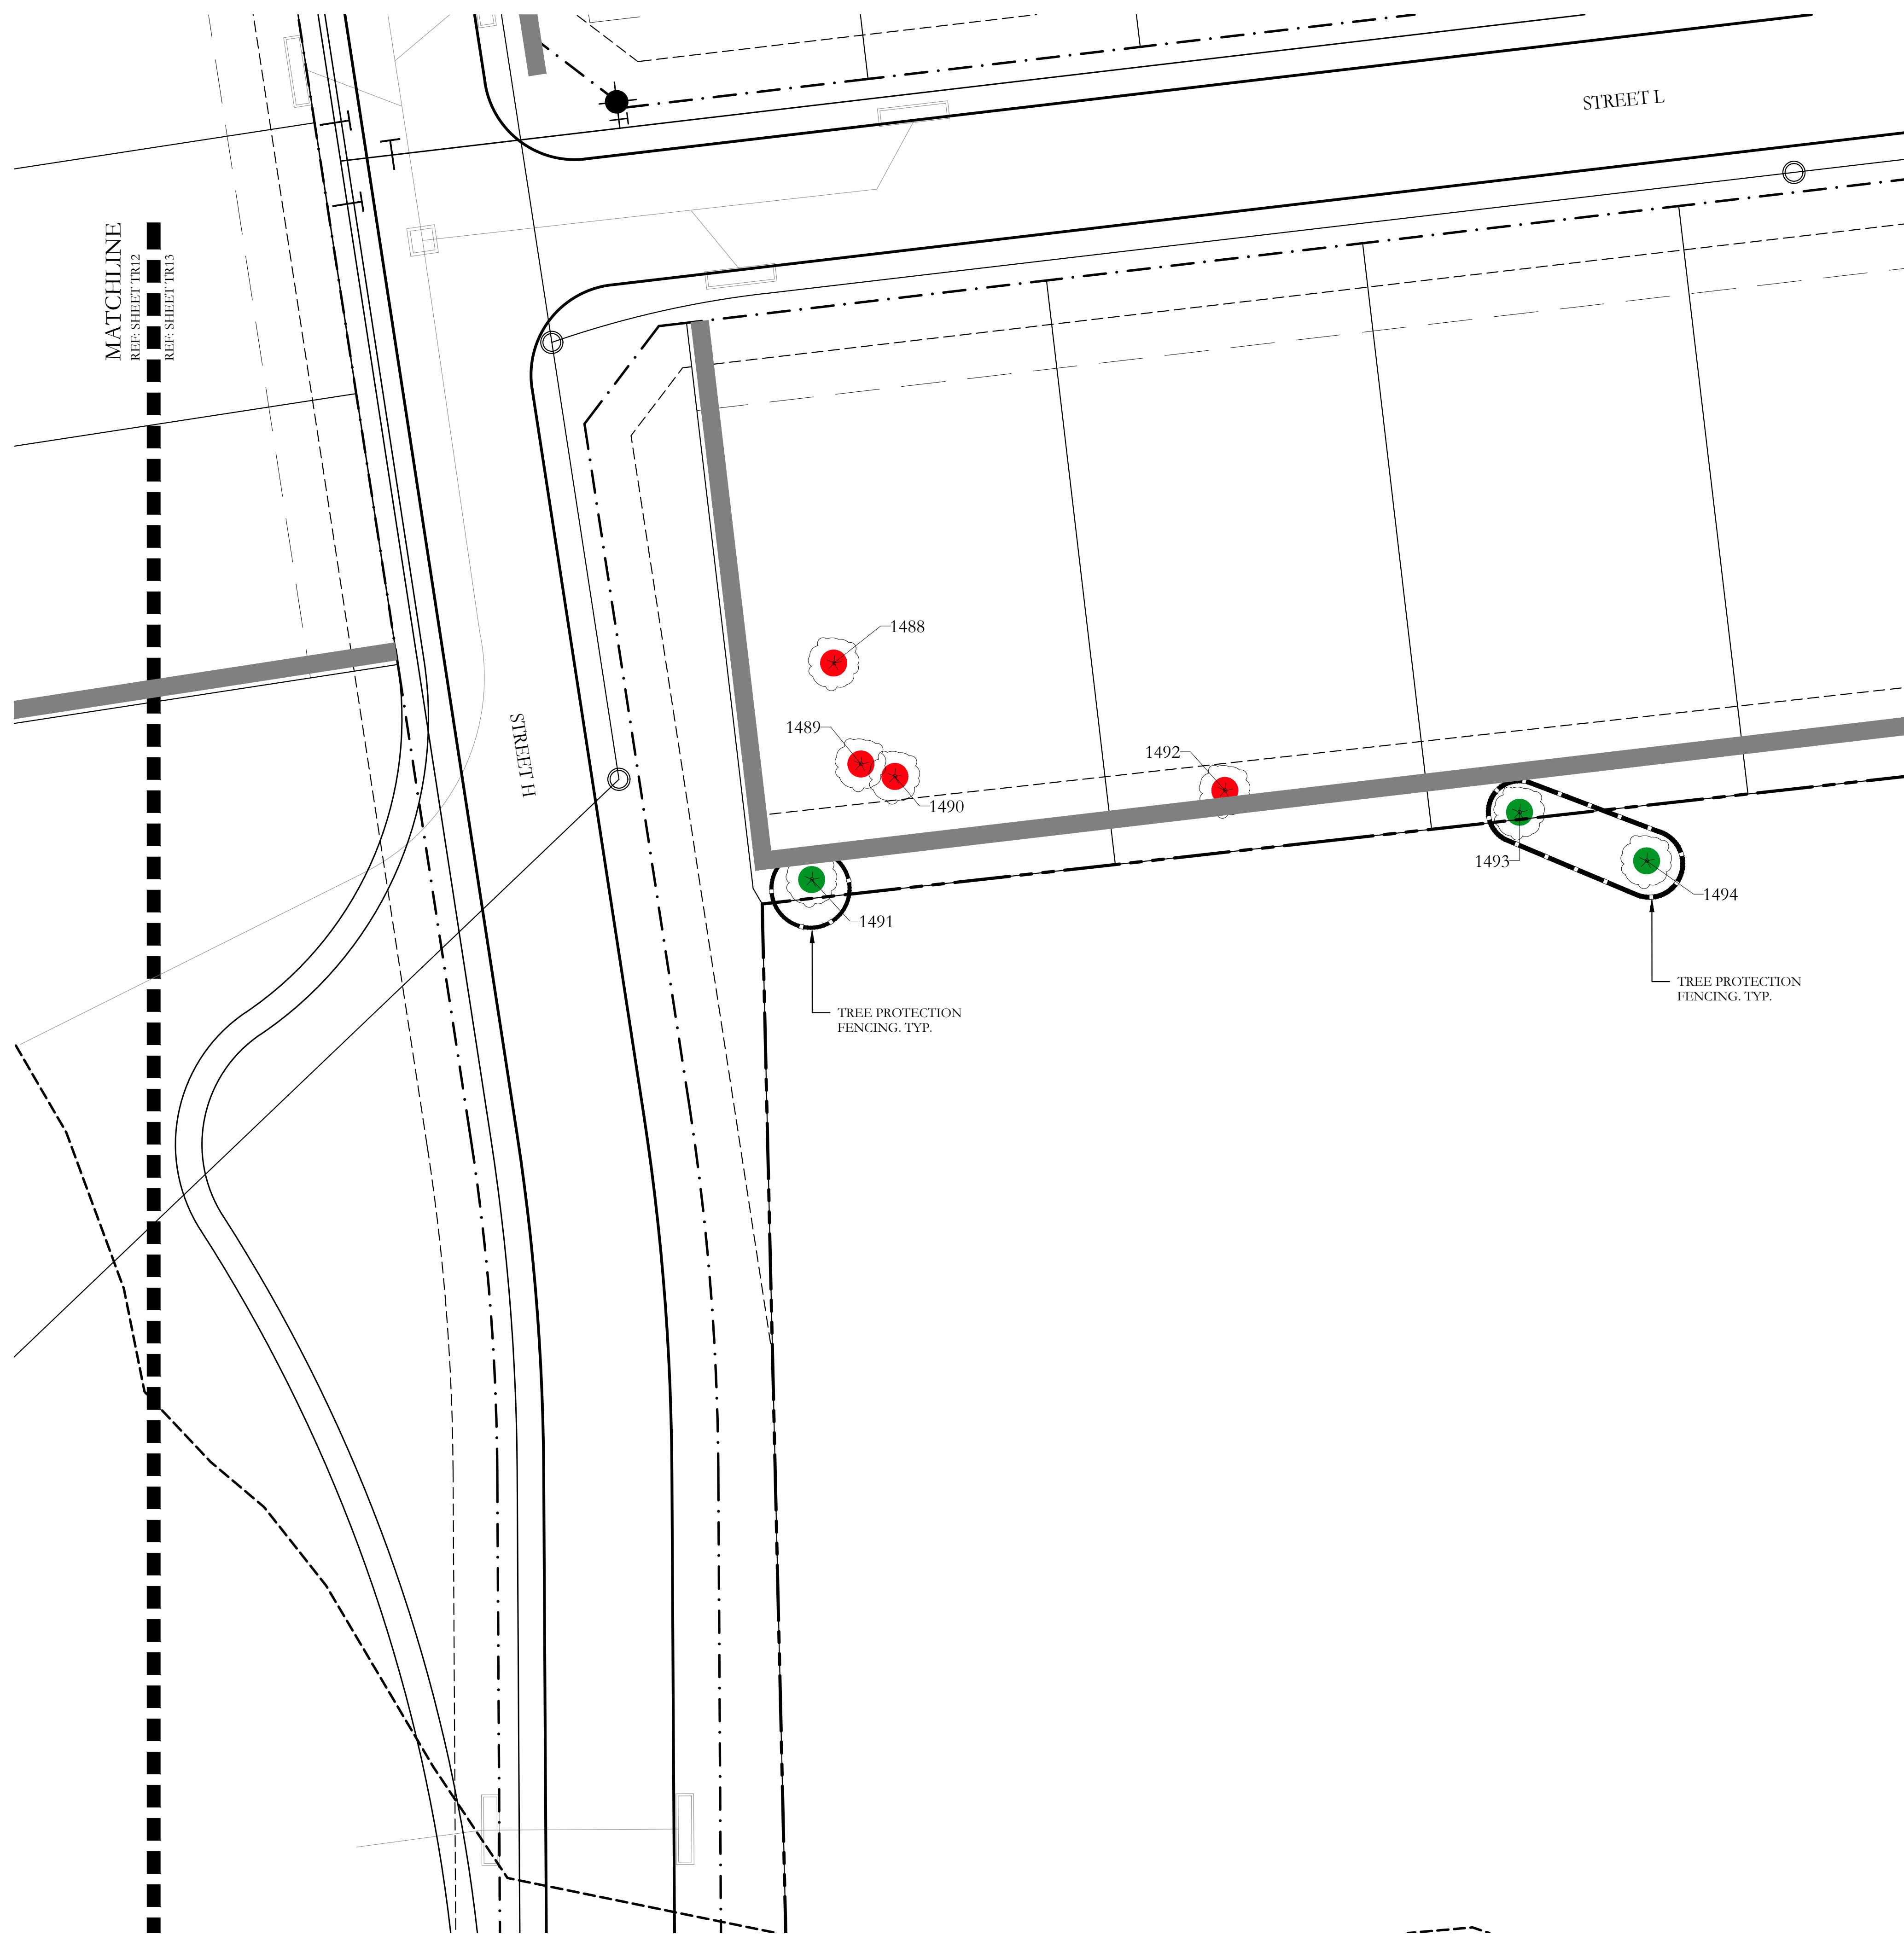 STREET L
MATCHLINE
REF: SHEET TR12
REF: SHEET TR13
1488
STREET H
1489
1492
1490
1493
1494
1491
TREE PROTECTION
FENCING. TYP.
TREE PROTECTION
FENCING. TYP.